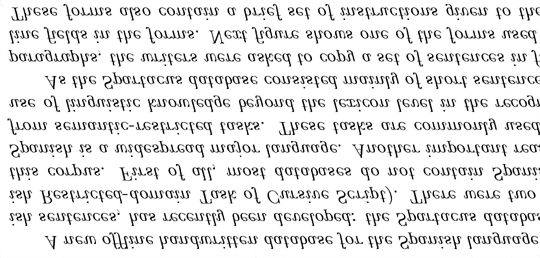 A new offline handwritten database for the Spanish language
ish sentences, has recently been developed: the Spartacus databas
ish Restricted-domain Task of Cursive Script). There were two
this corpus. First of all, most databases do not contain Spani
Spanish is a widespread major language. Another important rea
from semantic-restricted tasks. These tasks are commonly used
use of linguistic knowledge beyond the lexicon level in the recogn
As the Spartacus database consisted mainly of short sentence
paragraphs, the writers were asked to copy a set of sentences in f
line fields in the forms. Next figure shows one of the forms used
These forms also contain a brief set of instructions given to the